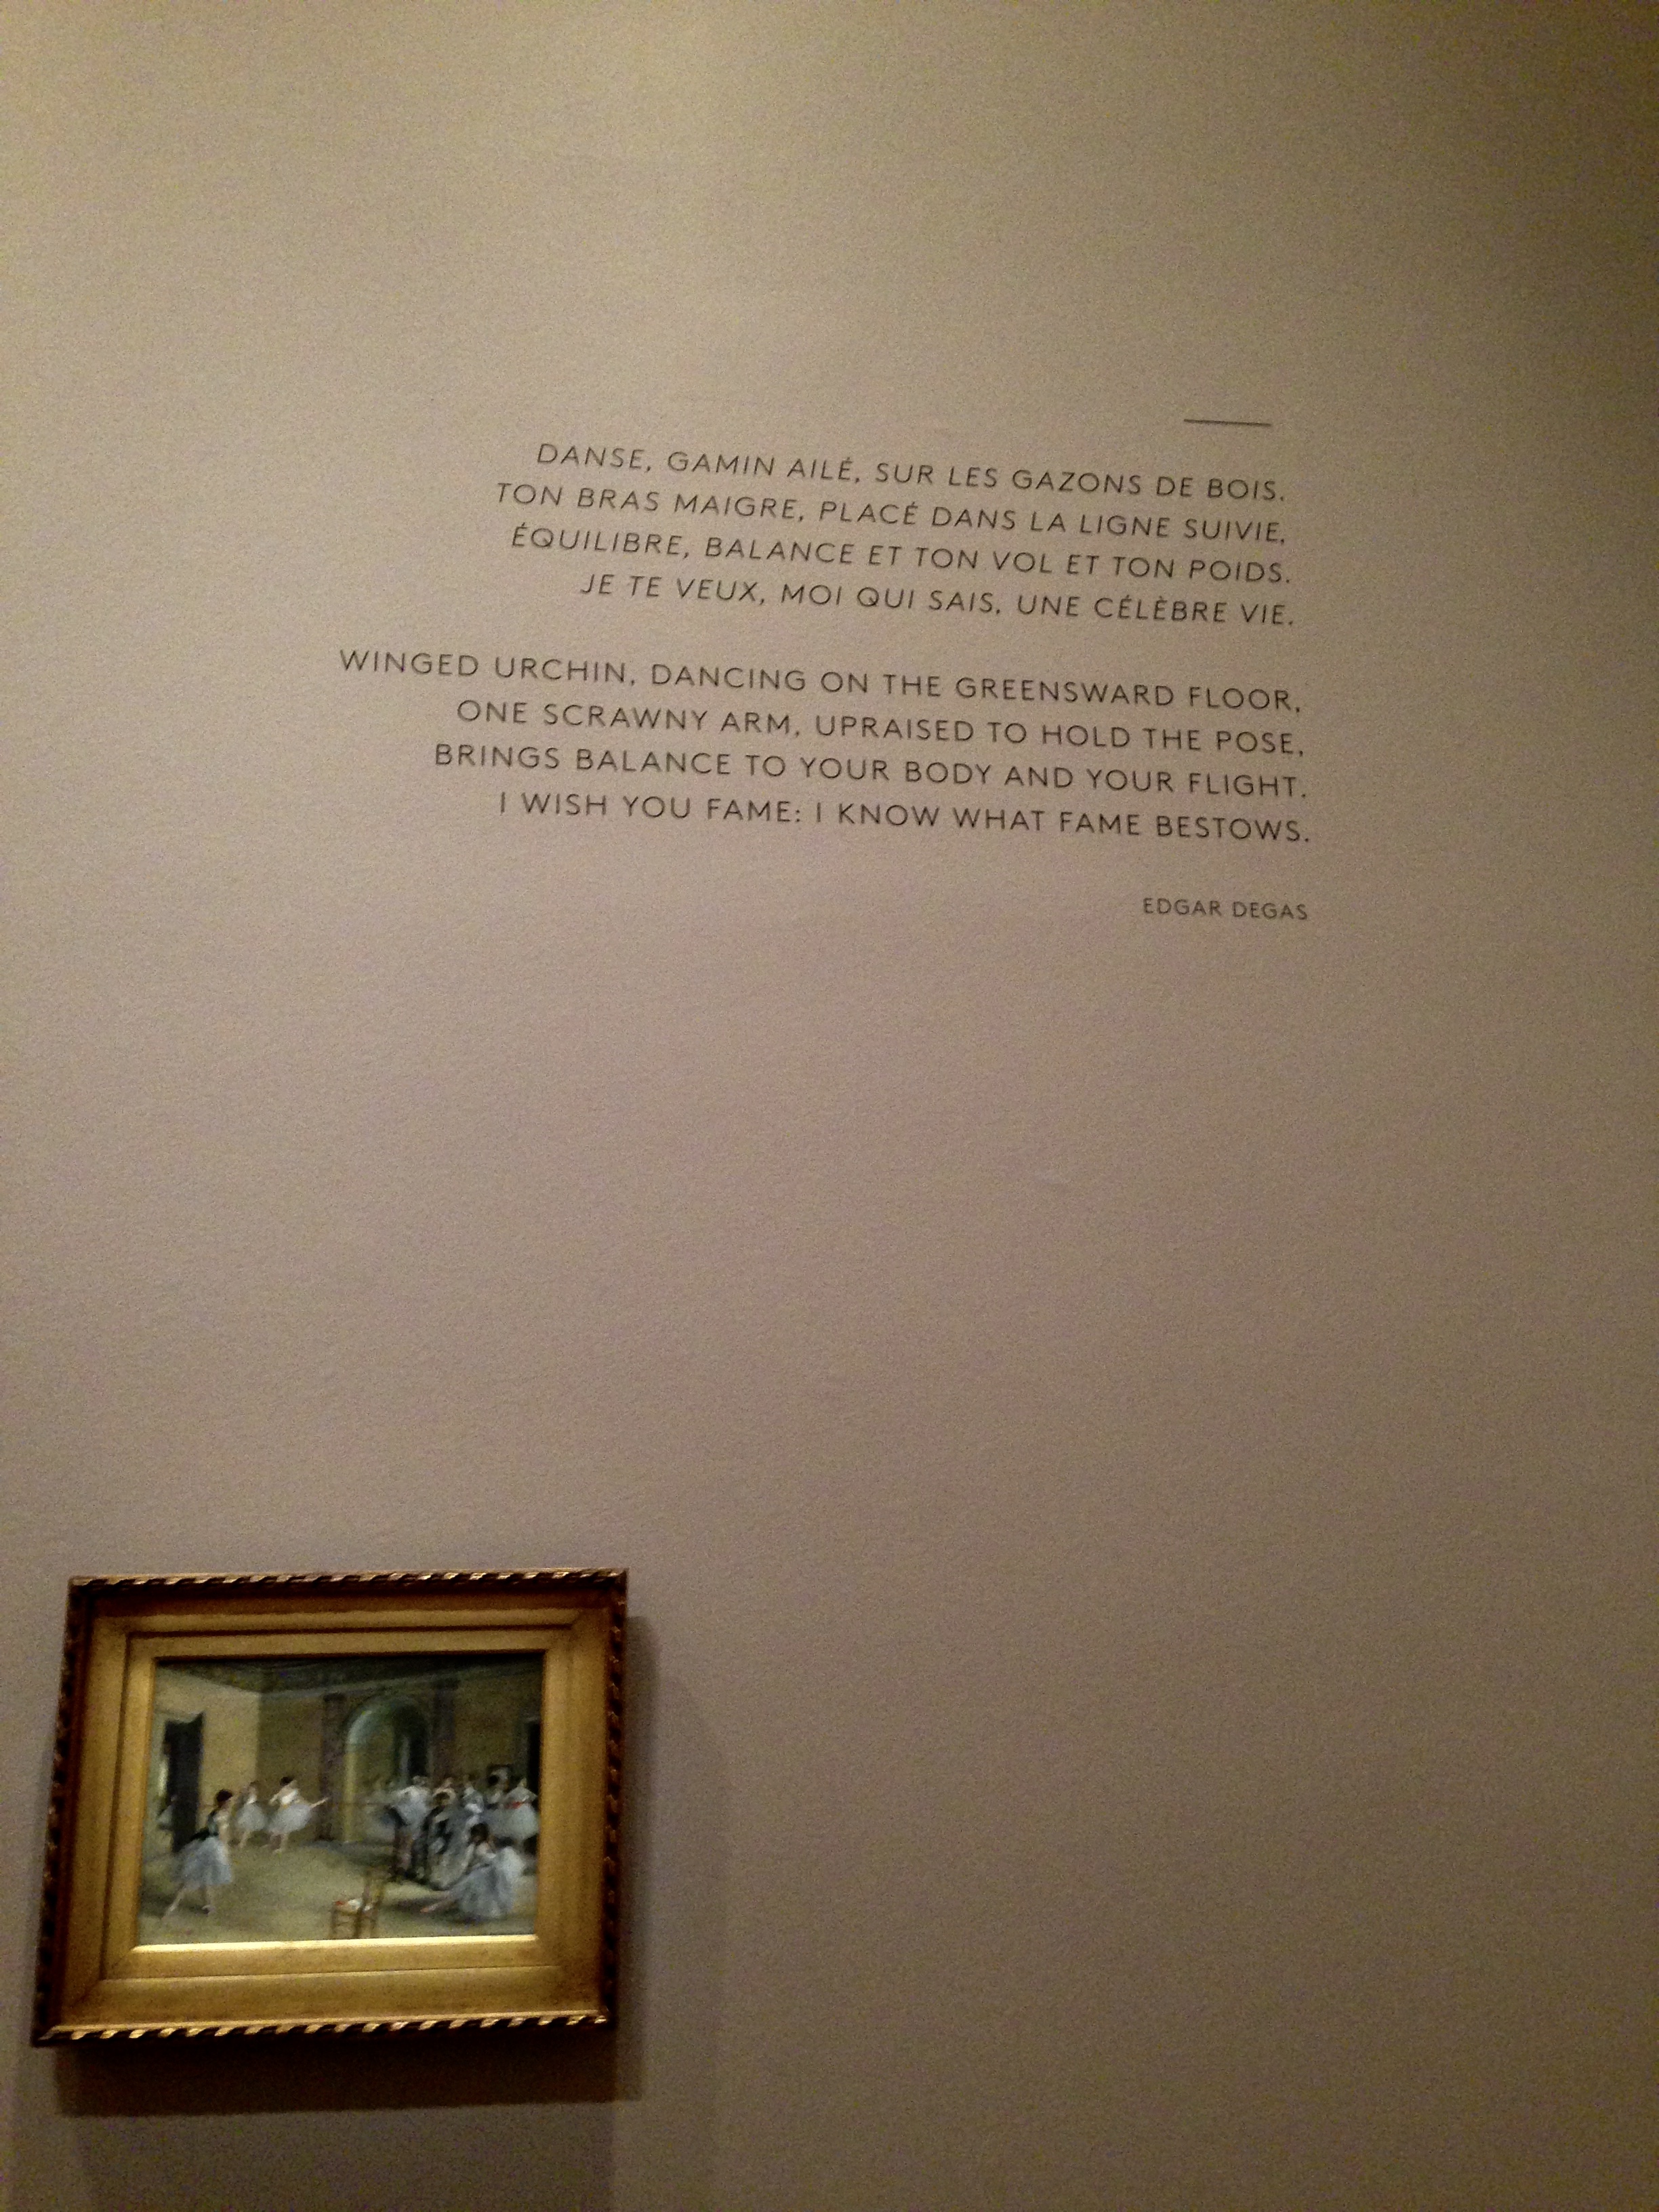 DANSE, GAMIN AILÉ, SUR LES GAZONS DE BOIS.
TON BRAS MAIGRE, PLACÉ DANS LA LIGNE SUIVIE,
ÉQUILIBRE, BALANCE ET TON VOL ET TON POIDS.
JE TE VEUX, MOI QUI SAIS, UNE CÉLÈBRE VIE.
WINGED URCHIN, DANCING ON THE GREENSWARD FLOOR,
ONE SCRAWNY ARM, UPRAISED TO HOLD THE POSE,
BRINGS BALANCE TO YOUR BODY AND YOUR FLIGHT.
I WISH YOU FAME: I KNOW WHAT FAME BESTOWS.
EDGAR DEGAS